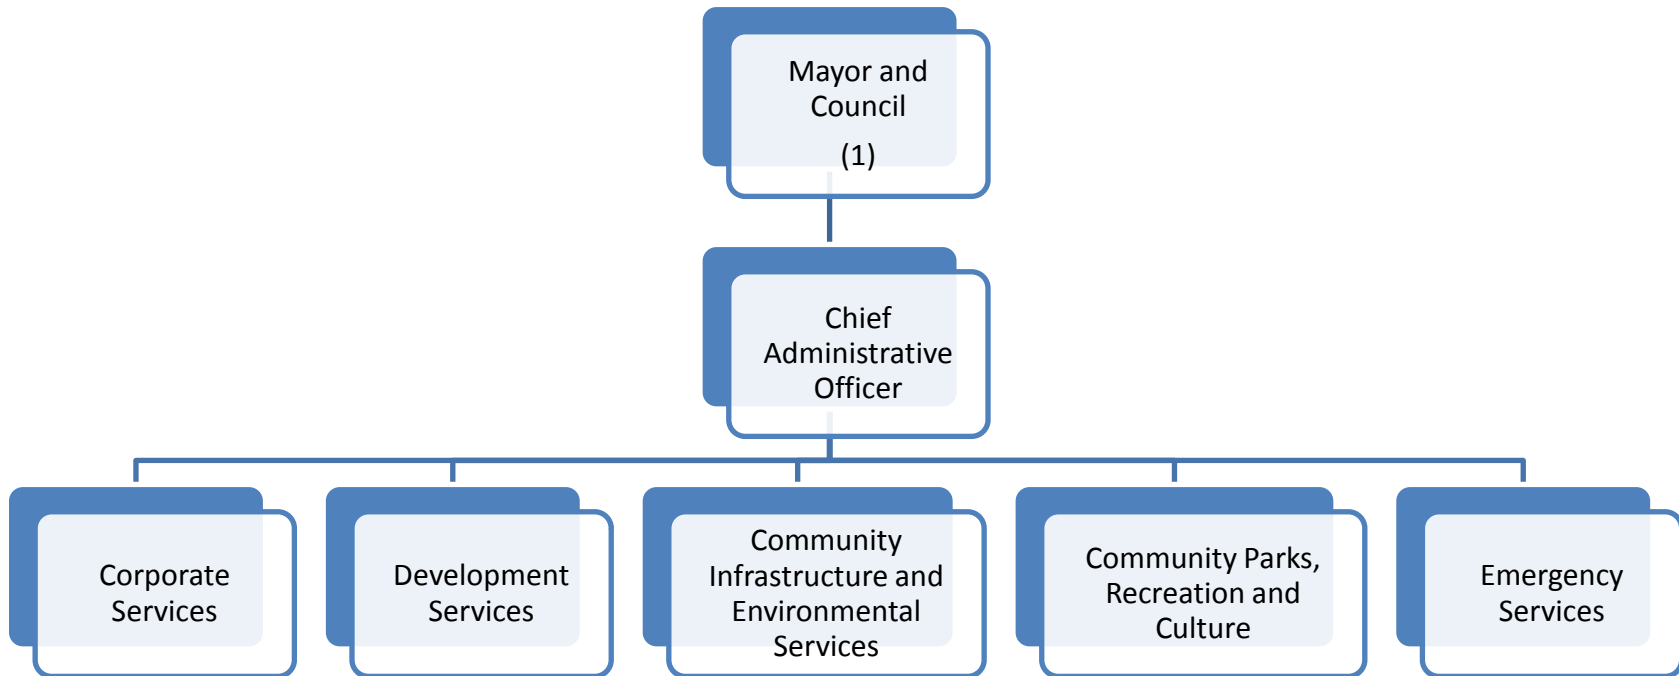 Mayor and
Council
(1)
Chief
Administrative
Officer
Corporate
Services
Development
Services
Community
Infrastructure and
Environmental
Services
Community Parks,
Recreation and
Culture
Emergency
Services